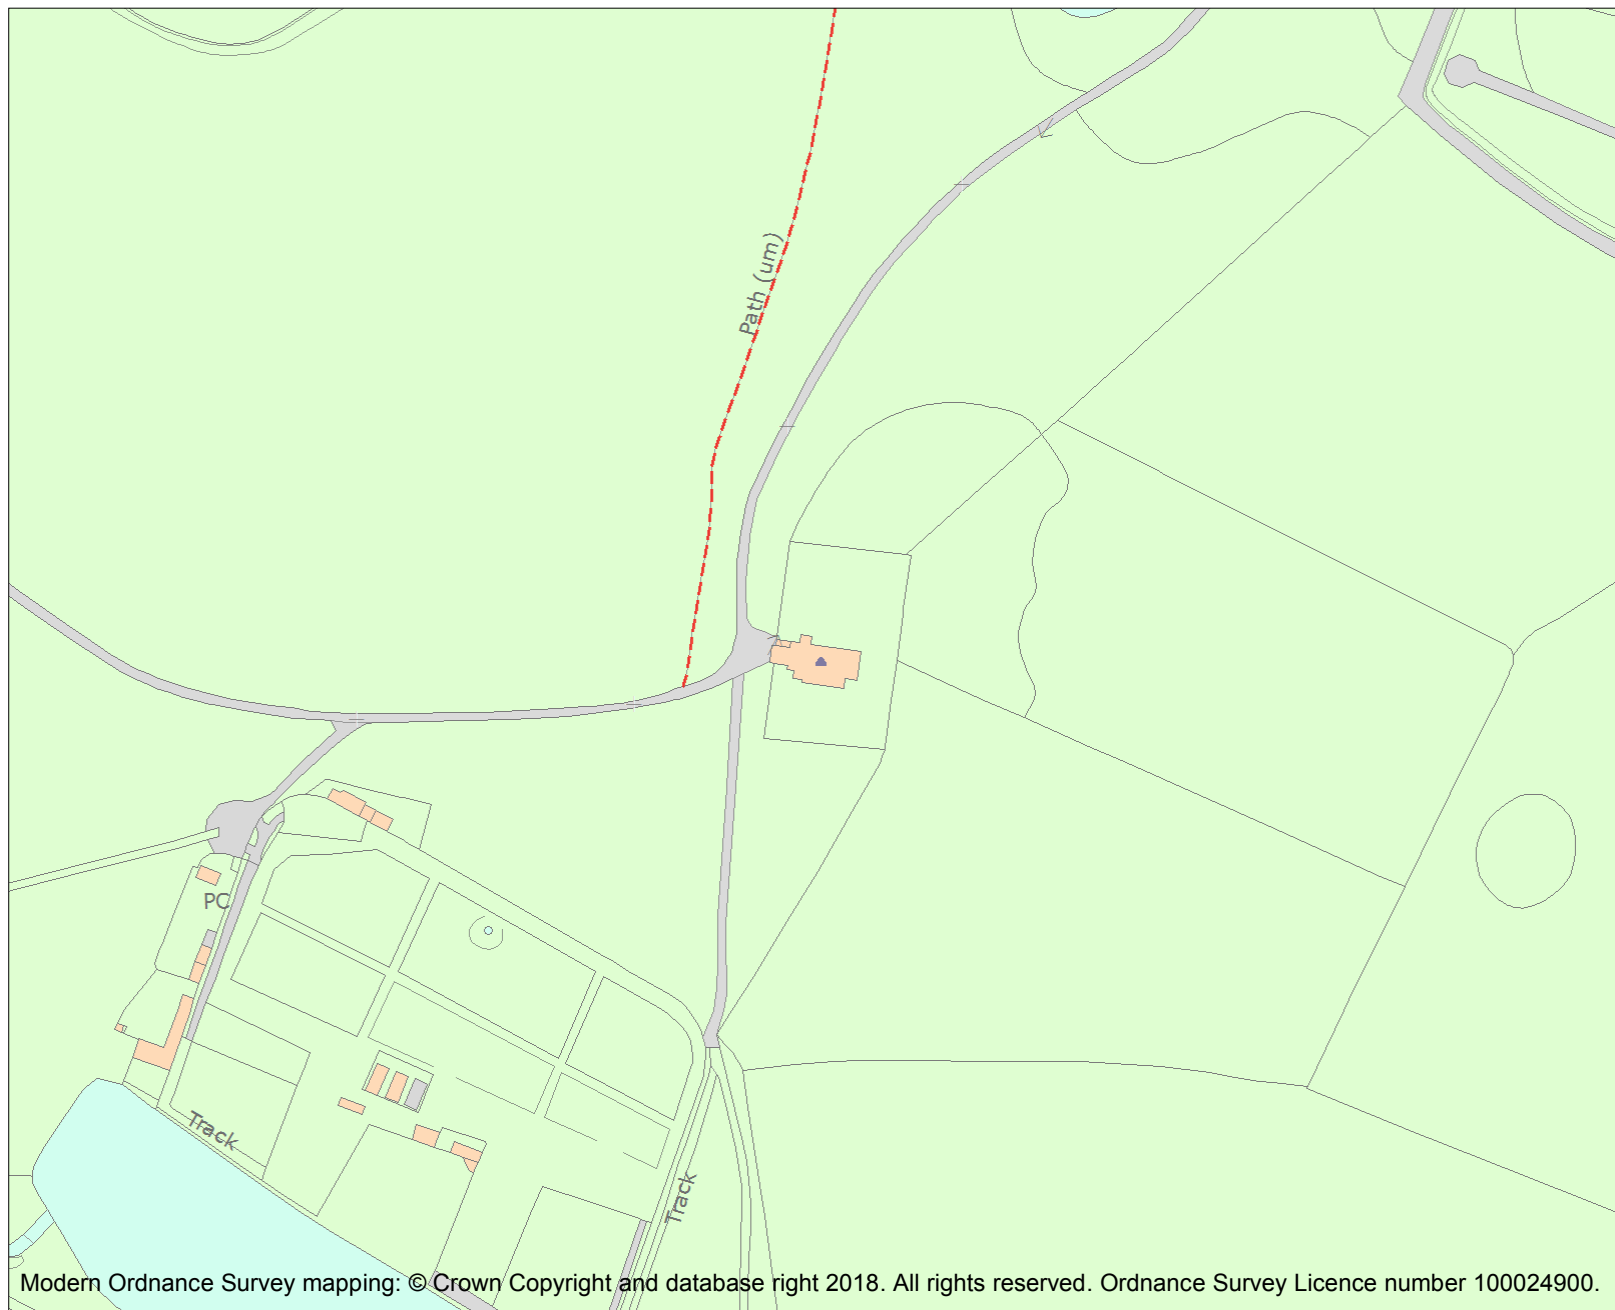 Path (um)
PC
Track
Track
Modern Ordnance Survey mapping: © Crown Copyright and database right 2018. All rights reserved. Ordnance Survey Licence number 100024900.